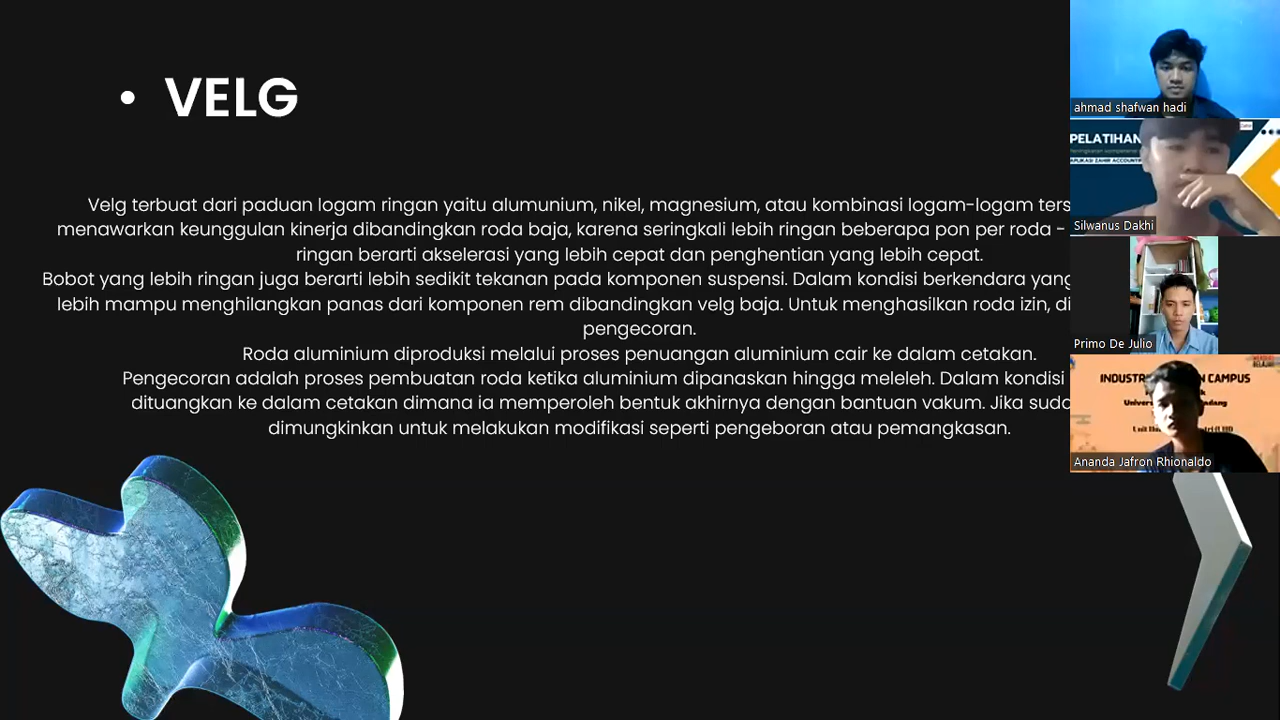 • VELG
Velg terbuat dari paduan logam ringan yaitu alumunium, nikel, magnesium, atau kombinasi logam-logam
menawarkan keunggulan kinerja dibandingkan roda baja, karena seringkali lebih ringan beberapa pon per roda -
ringan berarti akselerasi yang lebih cepat dan penghentian yang lebih cepat.
Bobot yang lebih ringan juga berarti lebih sedikit tekanan pada komponen suspensi. Dalam kondisi berkendara yang
lebih mampu menghilangkan panas dari komponen rem dibandingkan velg baja. Untuk menghasilkan roda izin,
pengecoran.
Roda aluminium diproduksi melalui proses penuangan aluminium cair ke dalam cetakan.
Pengecoran adalah proses pembuatan roda ketika aluminium dipanaskan hingga meleleh. Dalam kondisi
dituangkan ke dalam cetakan dimana ia memperoleh bentuk akhirnya dengan bantuan vakum. Jika
dimungkinkan untuk melakukan modifikasi seperti pengeboran atau pemangkasan.
ahmad shafwan hadi
PELATIHAN
Silwanus Dakhi
Primo De Julio
CAMPUS
Ananda Jafron Rhionaldo